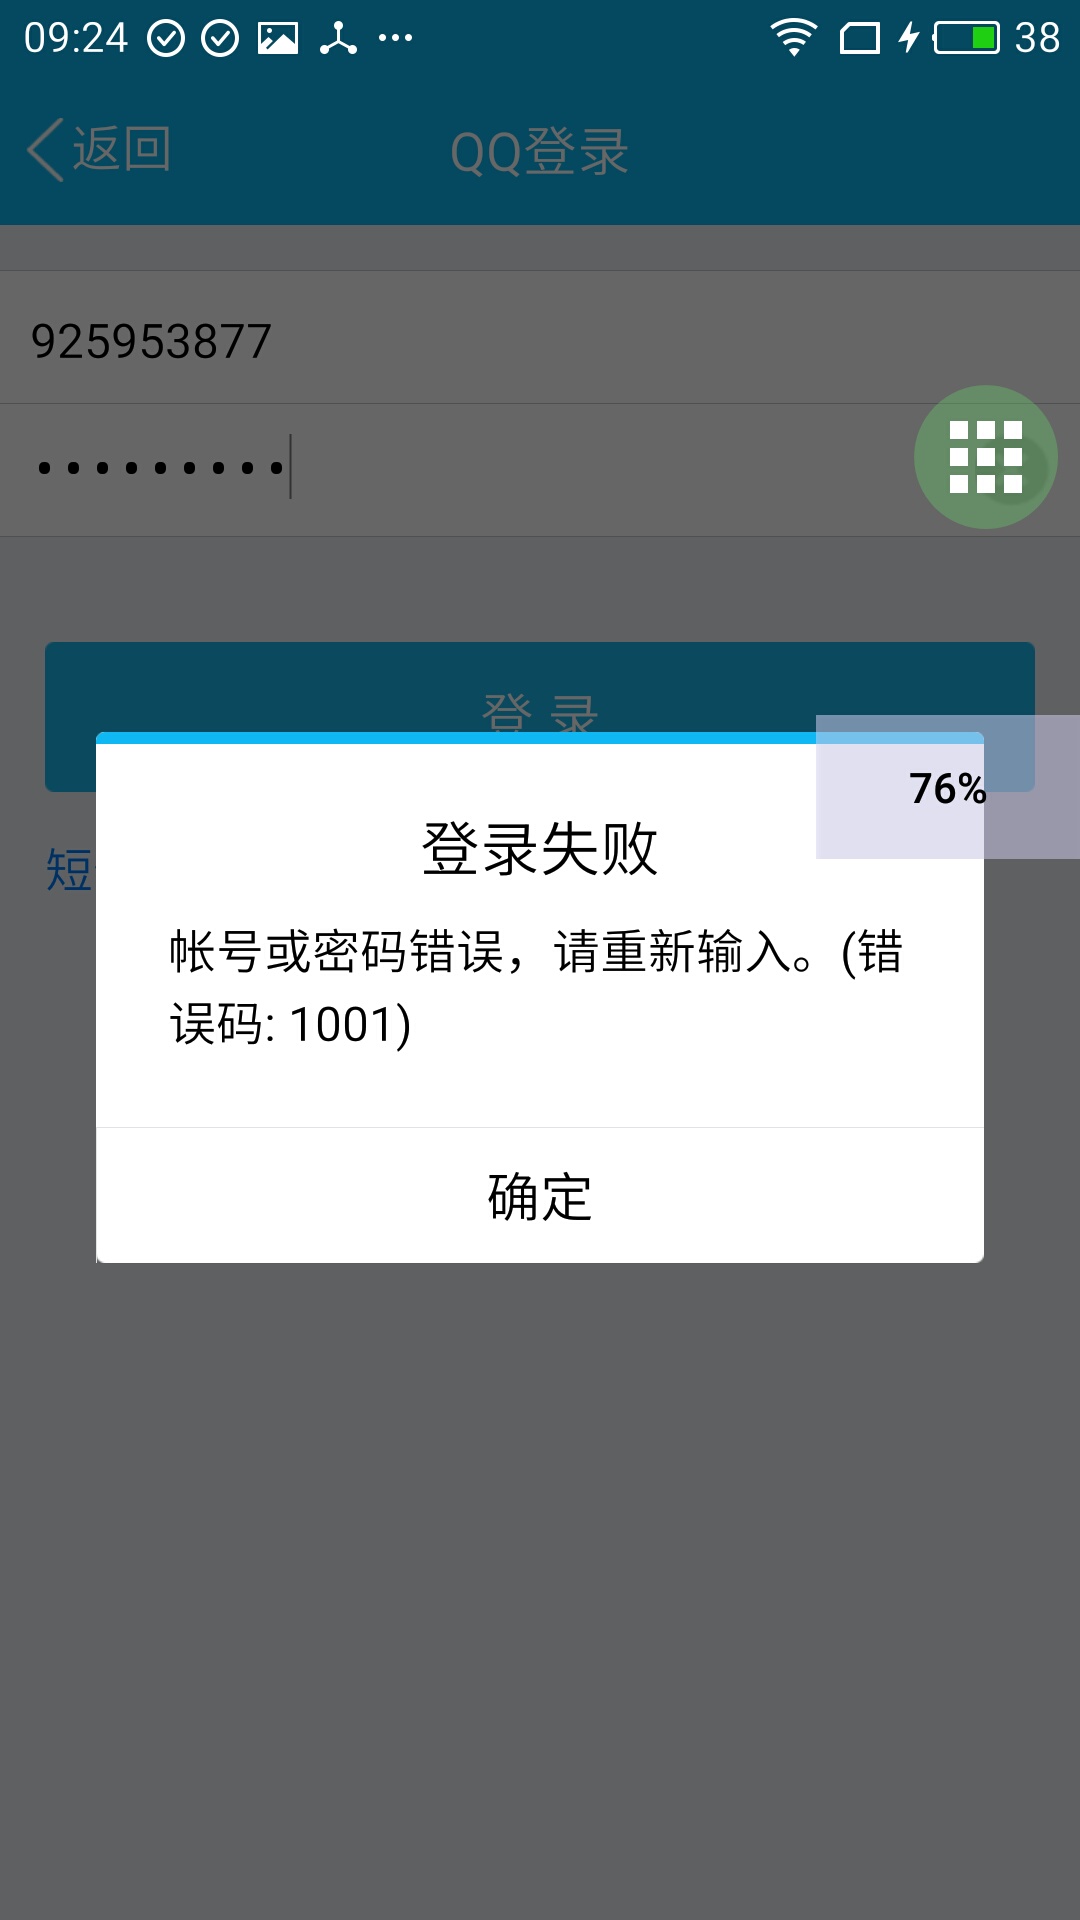 09:24
38
返回
QQ登录
925953877
登 录
76%
短
登录失败
帐号或密码错误，请重新输入。(错
误码: 1001)
确定